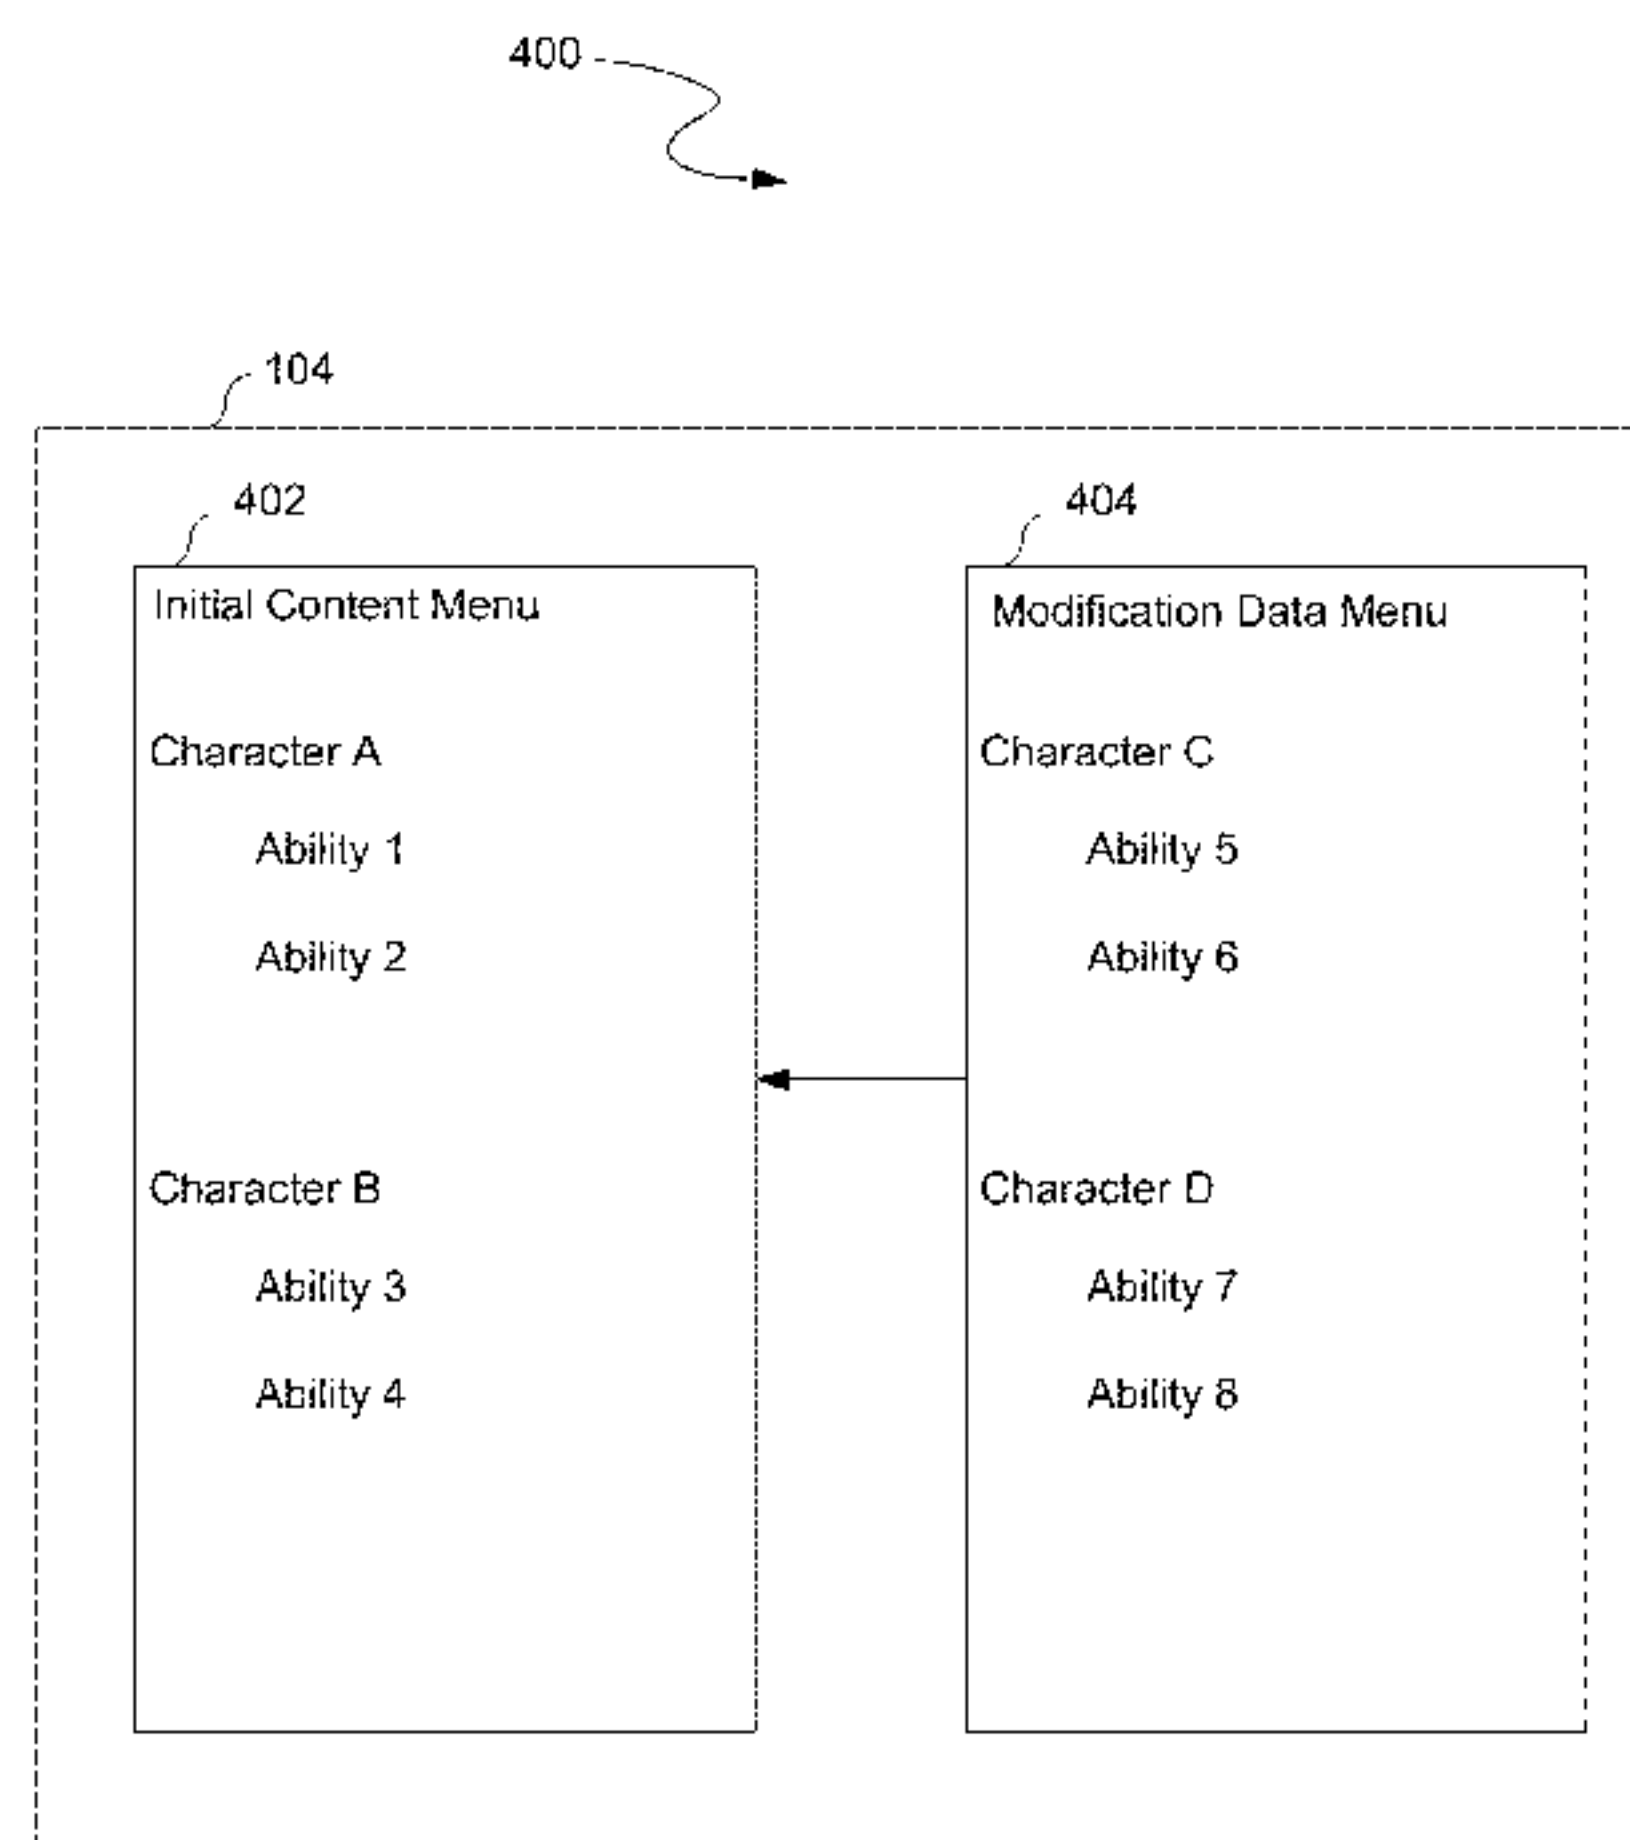 400
104
402
Initial Content Menu
Character A
Ability 1
Ability 2
Character B
Ability 3
Ability 4
404
Modification Data Menu
Character C
Ability 5
Ability 6
Character D
Ability 7
Ability 8